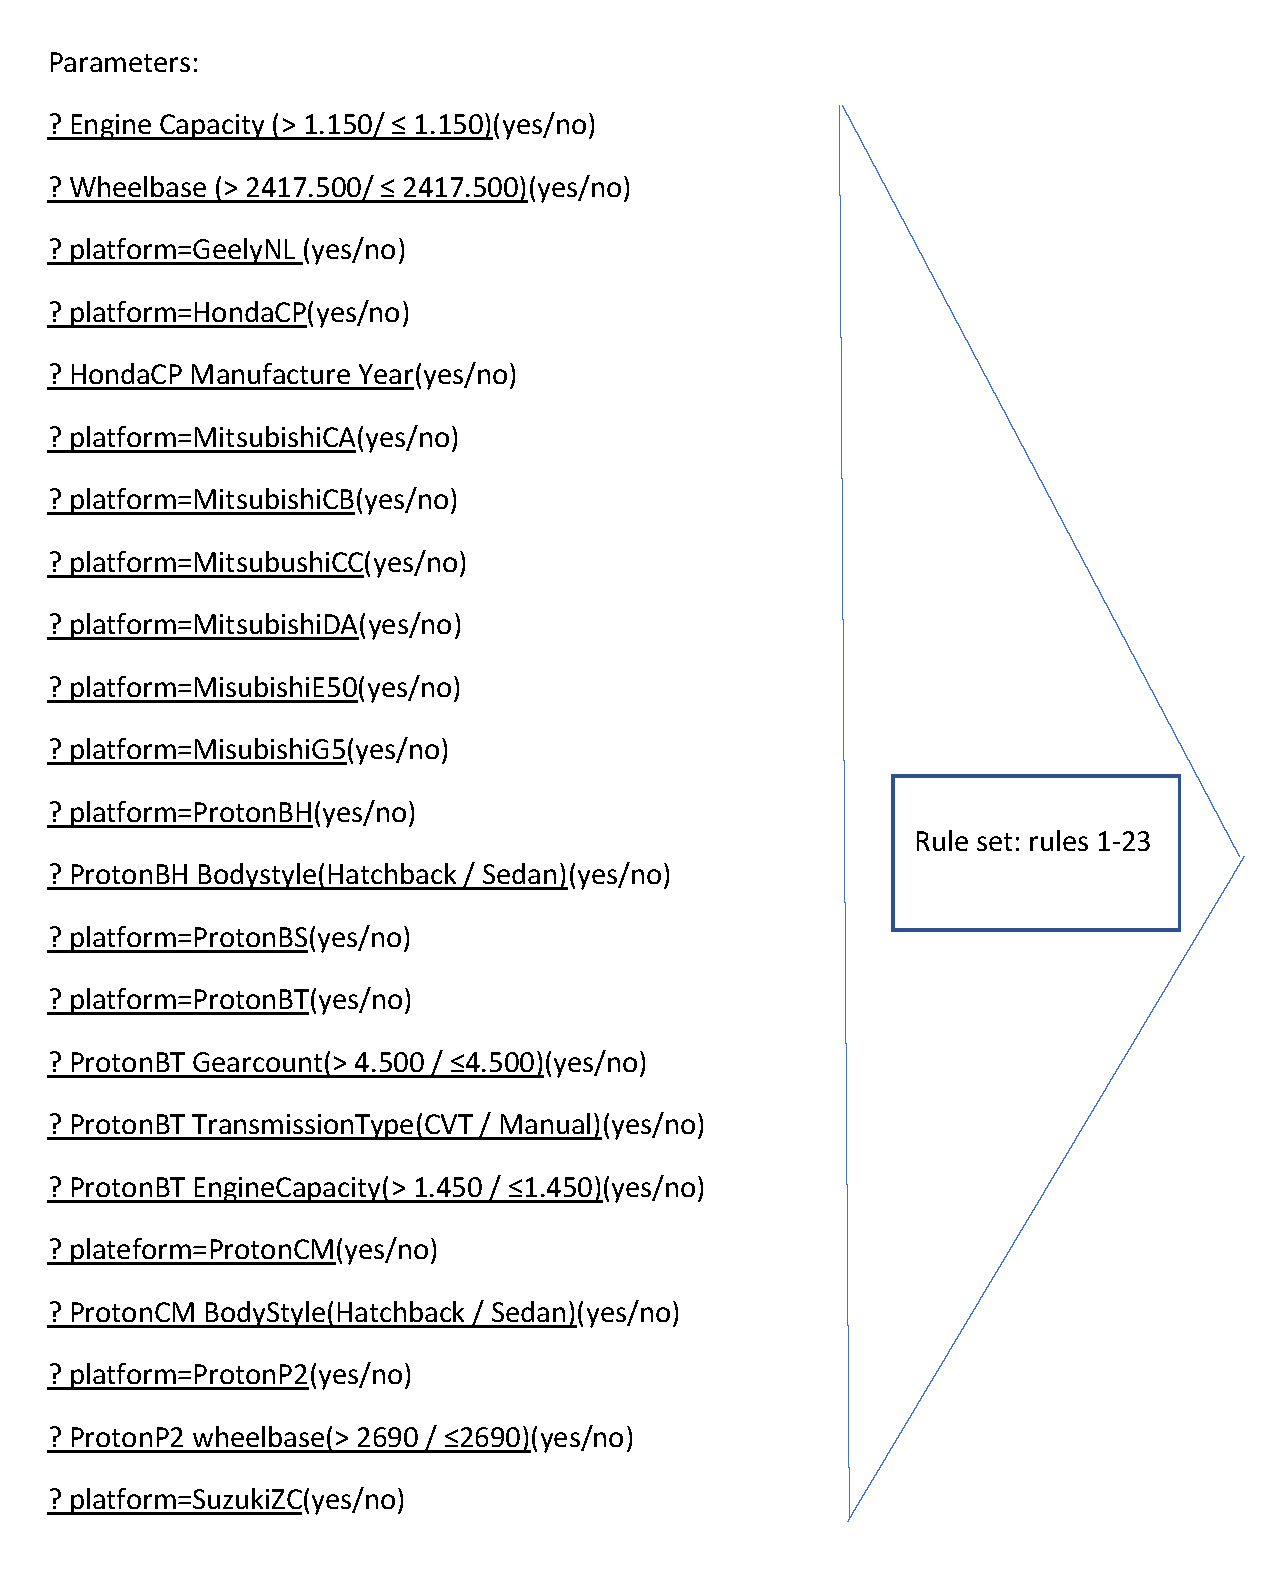 Parameters:
? Engine Capacity (> 1.150/ ≤ 1.150)(yes/no)
? Wheelbase (> 2417.500/ ≤ 2417.500)(yes/no)
? platform=GeelyNL (yes/no)
? platform=HondaCP(yes/no)
? HondaCP Manufacture Year(yes/no)
? platform=MitsubishiCA(yes/no)
? platform=MitsubishiCB(yes/no)
? platform=MitsubushiCC(yes/no)
? platform=MitsubishiDA(yes/no)
? platform=MisubishiE50(yes/no)
? platform=MisubishiG5(yes/no)
? platform=ProtonBH(yes/no)
Rule set: rules 1-23
? ProtonBH Bodystyle(Hatchback / Sedan)(yes/no)
? platform=ProtonBS(yes/no)
? platform=ProtonBT(yes/no)
? ProtonBT Gearcount(> 4.500 / ≤4.500)(yes/no)
? ProtonBT TransmissionType(CVT / Manual)(yes/no)
? ProtonBT EngineCapacity(> 1.450 / ≤1.450)(yes/no)
? plateform=ProtonCM(yes/no)
? ProtonCM BodyStyle(Hatchback / Sedan)(yes/no)
? platform=ProtonP2(yes/no)
? ProtonP2 wheelbase(> 2690 / ≤2690)(yes/no)
? platform=SuzukiZC(yes/no)